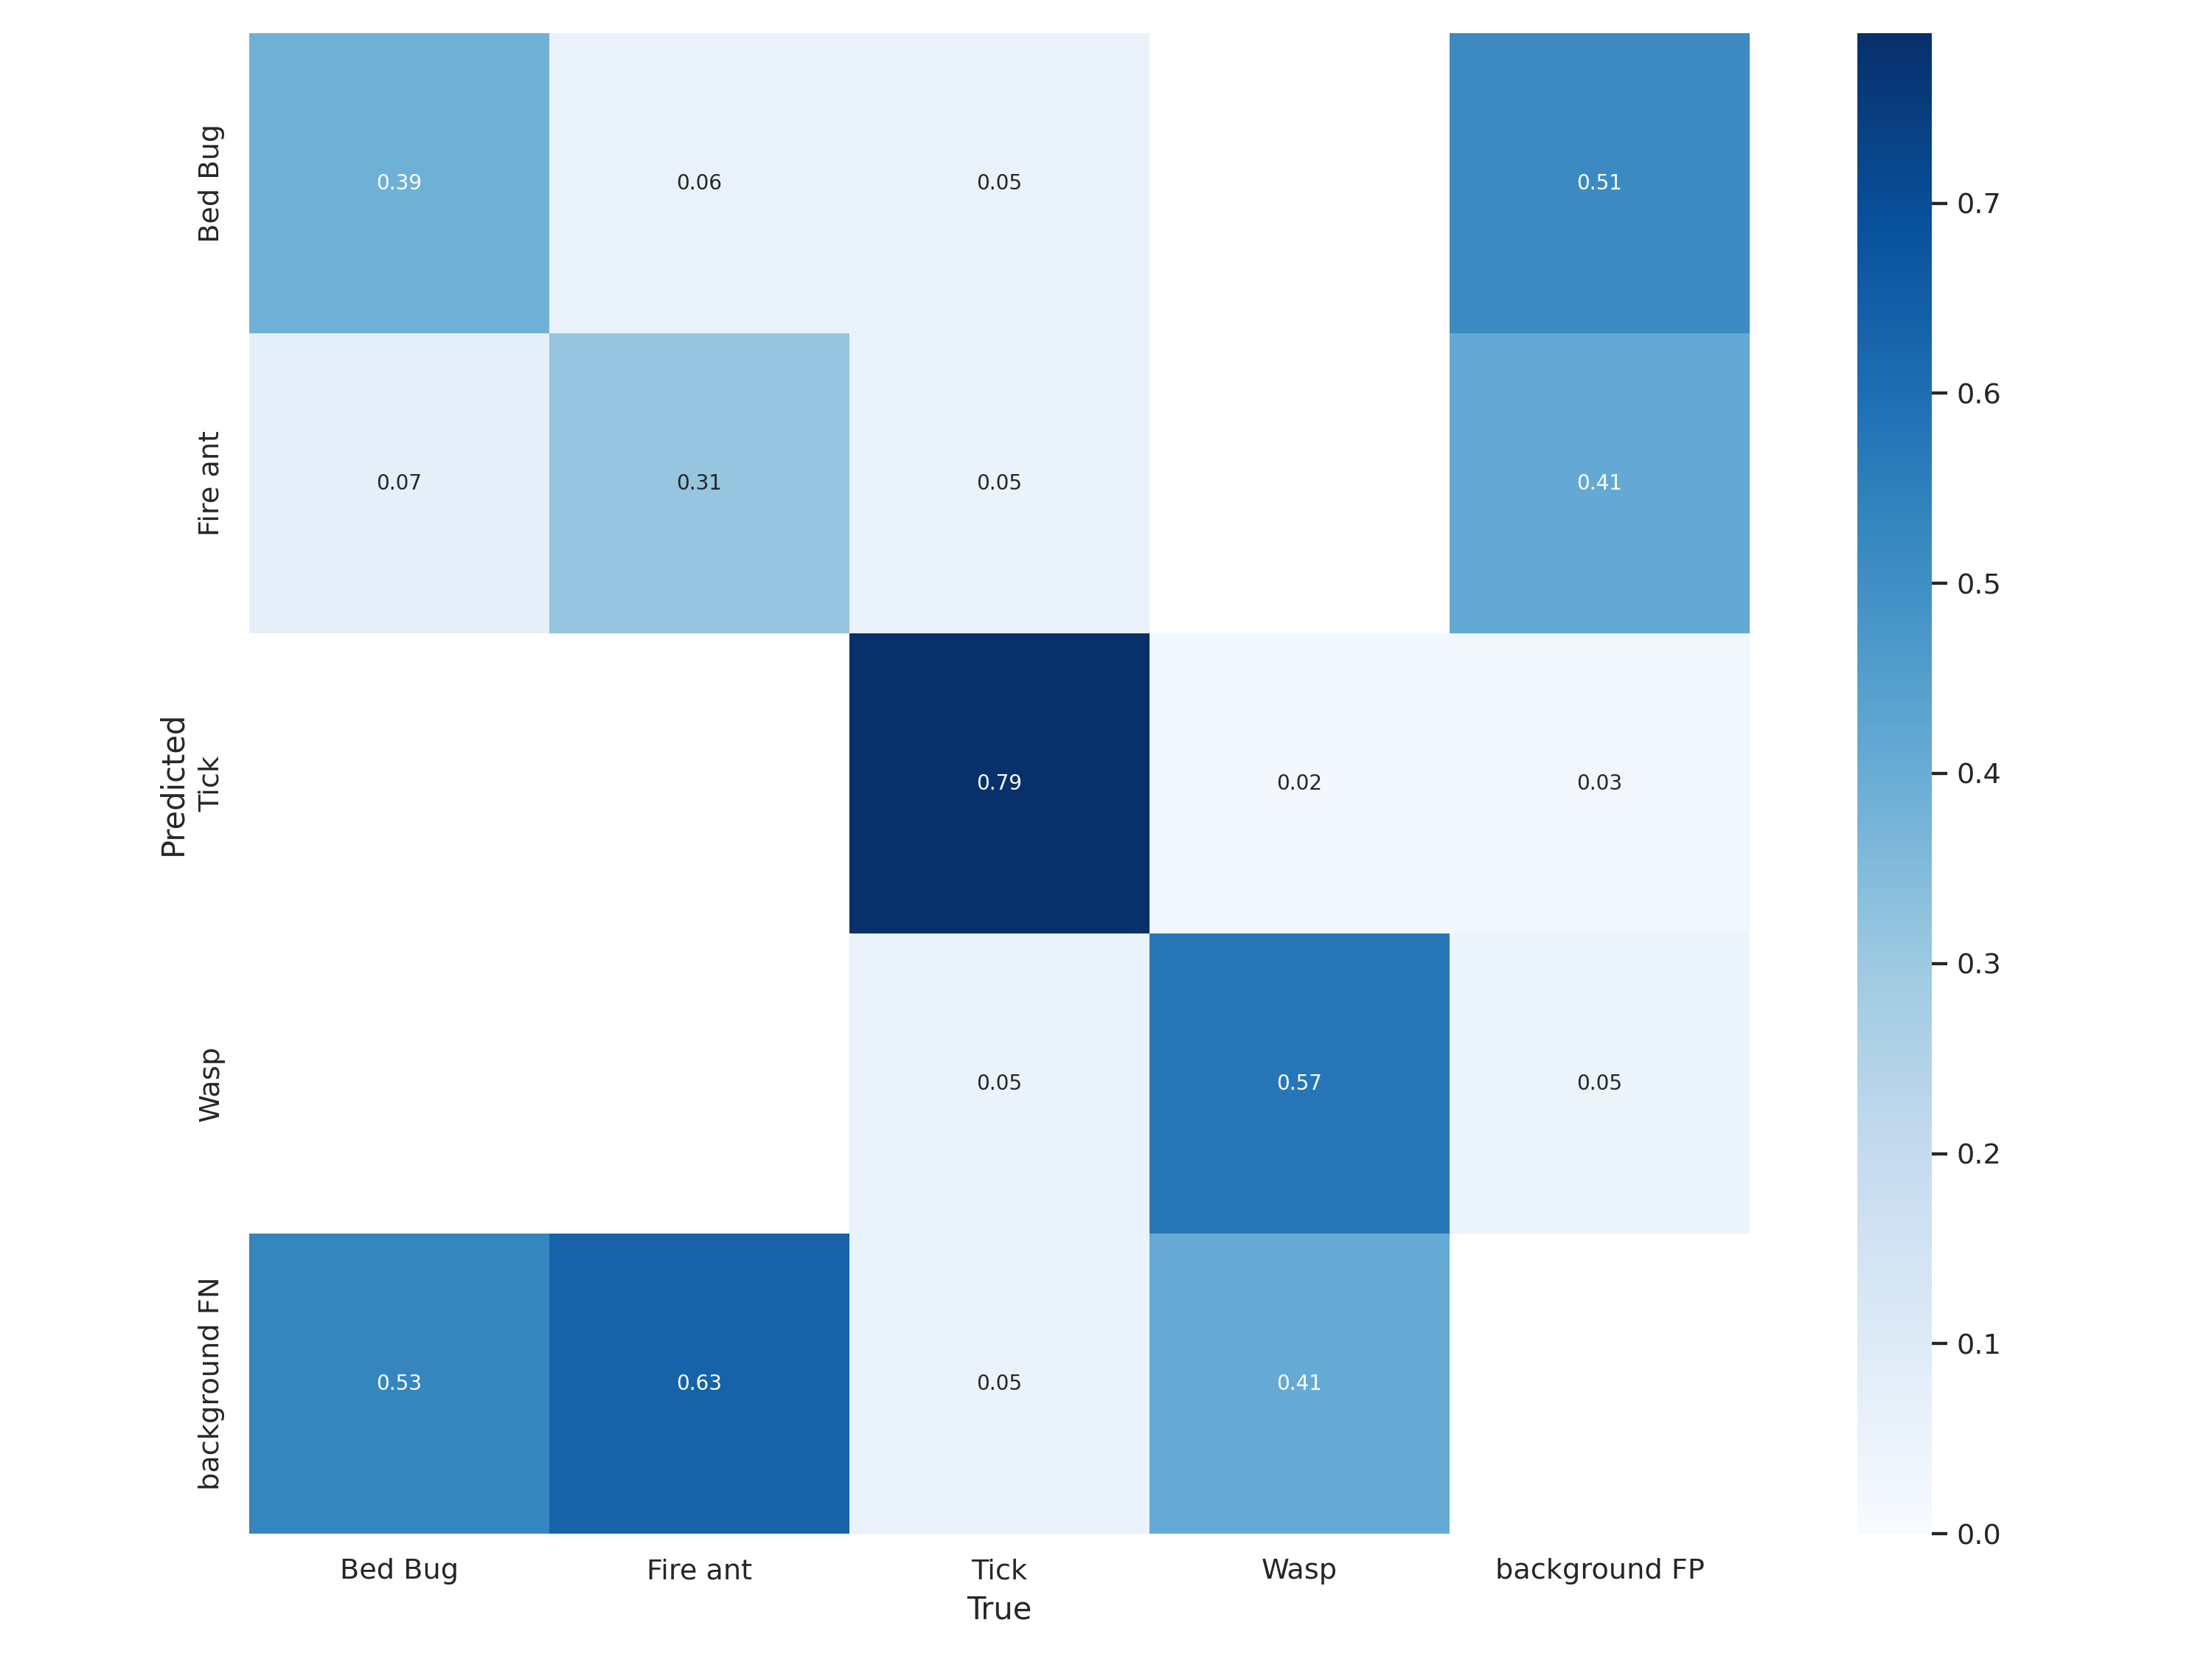 Predicted
Bed Bug 0.39 0.06 0.05 0.51
Fire ant 0.07 0.31 0.05 0.41
Tick 0.79 0.02 0.03
Wasp 0.05 0.57 0.05
background FN 0.53 0.63 0.05 0.41
Bed Bug Fire ant Tick Wasp background FP
True
0.7
0.6
0.5
0.4
0.3
0.2
0.1
0.0